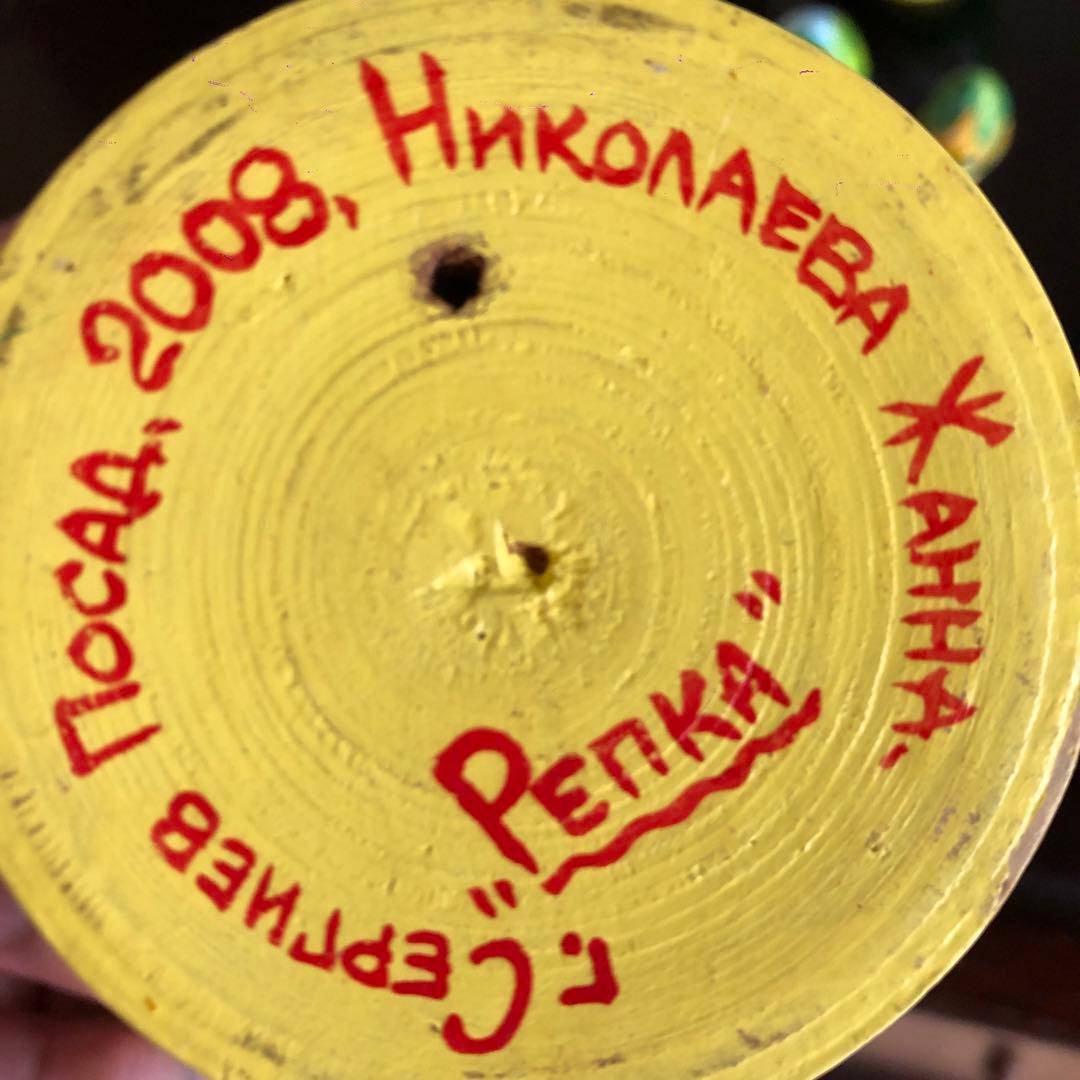 г. Сергиев Посад, 2008, Николаева Жанна.
"Репка"